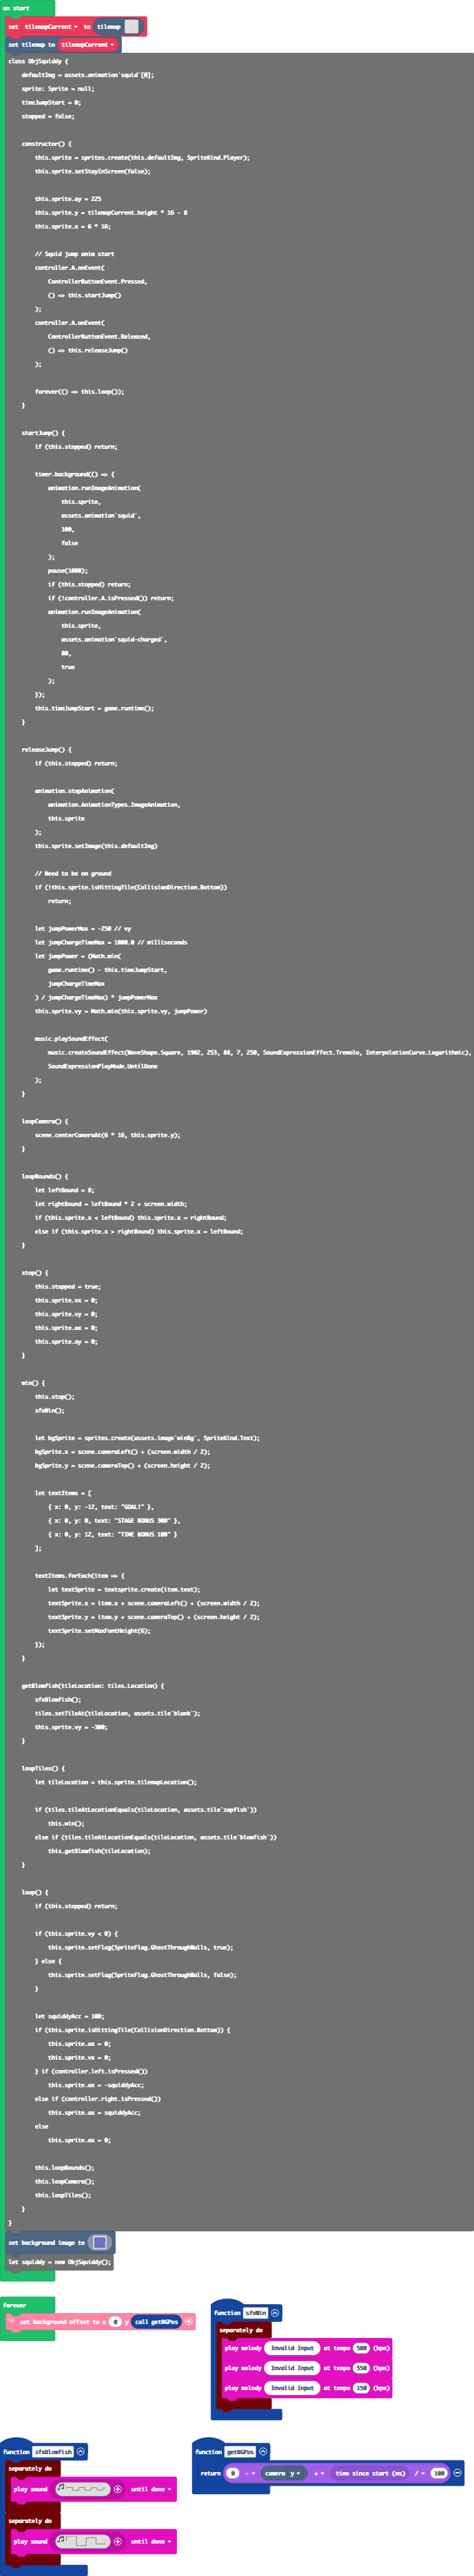 on start
set tilemapCurrent to tilemap
set tilemap to tilemapCurrent
class ObjSquiddy {
defaultImg = assets.animation`squid`[0];
sprite: Sprite = null;
timeJumpStart = 0;
stopped = false;
constructor() {
this.sprite = sprites.create(this.defaultImg, SpriteKind.Player);
this.sprite.setStayInScreen(false);
this.sprite.ay = 225
this.sprite.y = tilemapCurrent.height * 16 - 8
this.sprite.x = 6 * 16;
// Squid jump anim start
controller.A.onEvent(
ControllerButtonEvent.Pressed,
() => this.startJump()
);
controller.A.onEvent(
ControllerButtonEvent.Released,
() => this.releaseJump()
);
forever(() => this.loop());
}
startJump() {
if (this.stopped) return;
timer.background(() => {
animation.runImageAnimation(
this.sprite,
assets.animation`squid`,
100,
false
);
pause(1000);
if (this.stopped) return;
if (!controller.A.isPressed()) return;
animation.runImageAnimation(
this.sprite,
assets.animation`squid-charged`,
80,
true
);
});
this.timeJumpStart = game.runtime();
}
releaseJump() {
if (this.stopped) return;
animation.stopAnimation(
animation.AnimationTypes.ImageAnimation,
this.sprite
);
this.sprite.setImage(this.defaultImg)
// Need to be on ground
if (!this.sprite.isHittingTile(CollisionDirection.Bottom))
return;
let jumpPowerMax = -250 // vy
let jumpChargeTimeMax = 1000.0 // milliseconds
let jumpPower = (Math.min(
game.runtime() - this.timeJumpStart,
jumpChargeTimeMax
) / jumpChargeTimeMax) * jumpPowerMax
this.sprite.vy = Math.min(this.sprite.vy, jumpPower)
music.playSoundEffect(
music.createSoundEffect(WaveShape.Square, 1902, 253, 88, 7, 250, SoundExpressionEffect.Tremolo, InterpolationCurve.Logarithmic),
SoundExpressionPlayMode.UntilDone
);
}
loopCamera() {
scene.centerCameraAt(6 * 16, this.sprite.y);
}
loopBounds() {
let leftBound = 8;
let rightBound = leftBound * 2 + screen.width;
if (this.sprite.x < leftBound) this.sprite.x = rightBound;
else if (this.sprite.x > rightBound) this.sprite.x = leftBound;
}
stop() {
this.stopped = true;
this.sprite.vx = 0;
this.sprite.vy = 0;
this.sprite.ax = 0;
this.sprite.ay = 0;
}
win() {
this.stop();
sfxWin();
let bgSprite = sprites.create(assets.image`winBg`, SpriteKind.Text);
bgSprite.x = scene.cameraLeft() + (screen.width / 2);
bgSprite.y = scene.cameraTop() + (screen.height / 2);
let textItems = [
{ x: 0, y: -12, text: "GOAL!" },
{ x: 0, y: 0, text: "STAGE BONUS 300" },
{ x: 0, y: 12, text: "TIME BONUS 100" }
];
textItems.forEach(item => {
let textSprite = textsprite.create(item.text);
textSprite.x = item.x + scene.cameraLeft() + (screen.width / 2);
textSprite.y = item.y + scene.cameraTop() + (screen.height / 2);
textSprite.setMaxFontHeight(6);
});
}
getBlowfish(tileLocation: tiles.Location) {
sfxBlowfish();
tiles.setTileAt(tileLocation, assets.tile`blank`);
this.sprite.vy = -300;
}
loopTiles() {
let tileLocation = this.sprite.tilemapLocation();
if (tiles.tileAtLocationEquals(tileLocation, assets.tile`zapfish`))
this.win();
else if (tiles.tileAtLocationEquals(tileLocation, assets.tile`blowfish`))
this.getBlowfish(tileLocation);
}
loop() {
if (this.stopped) return;
if (this.sprite.vy < 0) {
this.sprite.setFlag(SpriteFlag.GhostThroughWalls, true);
} else {
this.sprite.setFlag(SpriteFlag.GhostThroughWalls, false);
}
let squiddyAcc = 100;
if (this.sprite.isHittingTile(CollisionDirection.Bottom)) {
this.sprite.ax = 0;
this.sprite.vx = 0;
} if (controller.left.isPressed())
this.sprite.ax = -squiddyAcc;
else if (controller.right.isPressed())
this.sprite.ax = squiddyAcc;
else
this.sprite.ax = 0;
this.loopBounds();
this.loopCamera();
this.loopTiles();
}
}
set background image to
let squiddy = new ObjSquiddy();
forever
set background offset to x 0 y call getBGPos
function sfxWin
separately do
play melody Invalid Input at tempo 500 (bpm)
play melody Invalid Input at tempo 550 (bpm)
play melody Invalid Input at tempo 150 (bpm)
function sfxBlowfish
separately do
play sound until done
separately do
play sound until done
function getBGPos
return 0 - camera y + time since start (ms) / 100